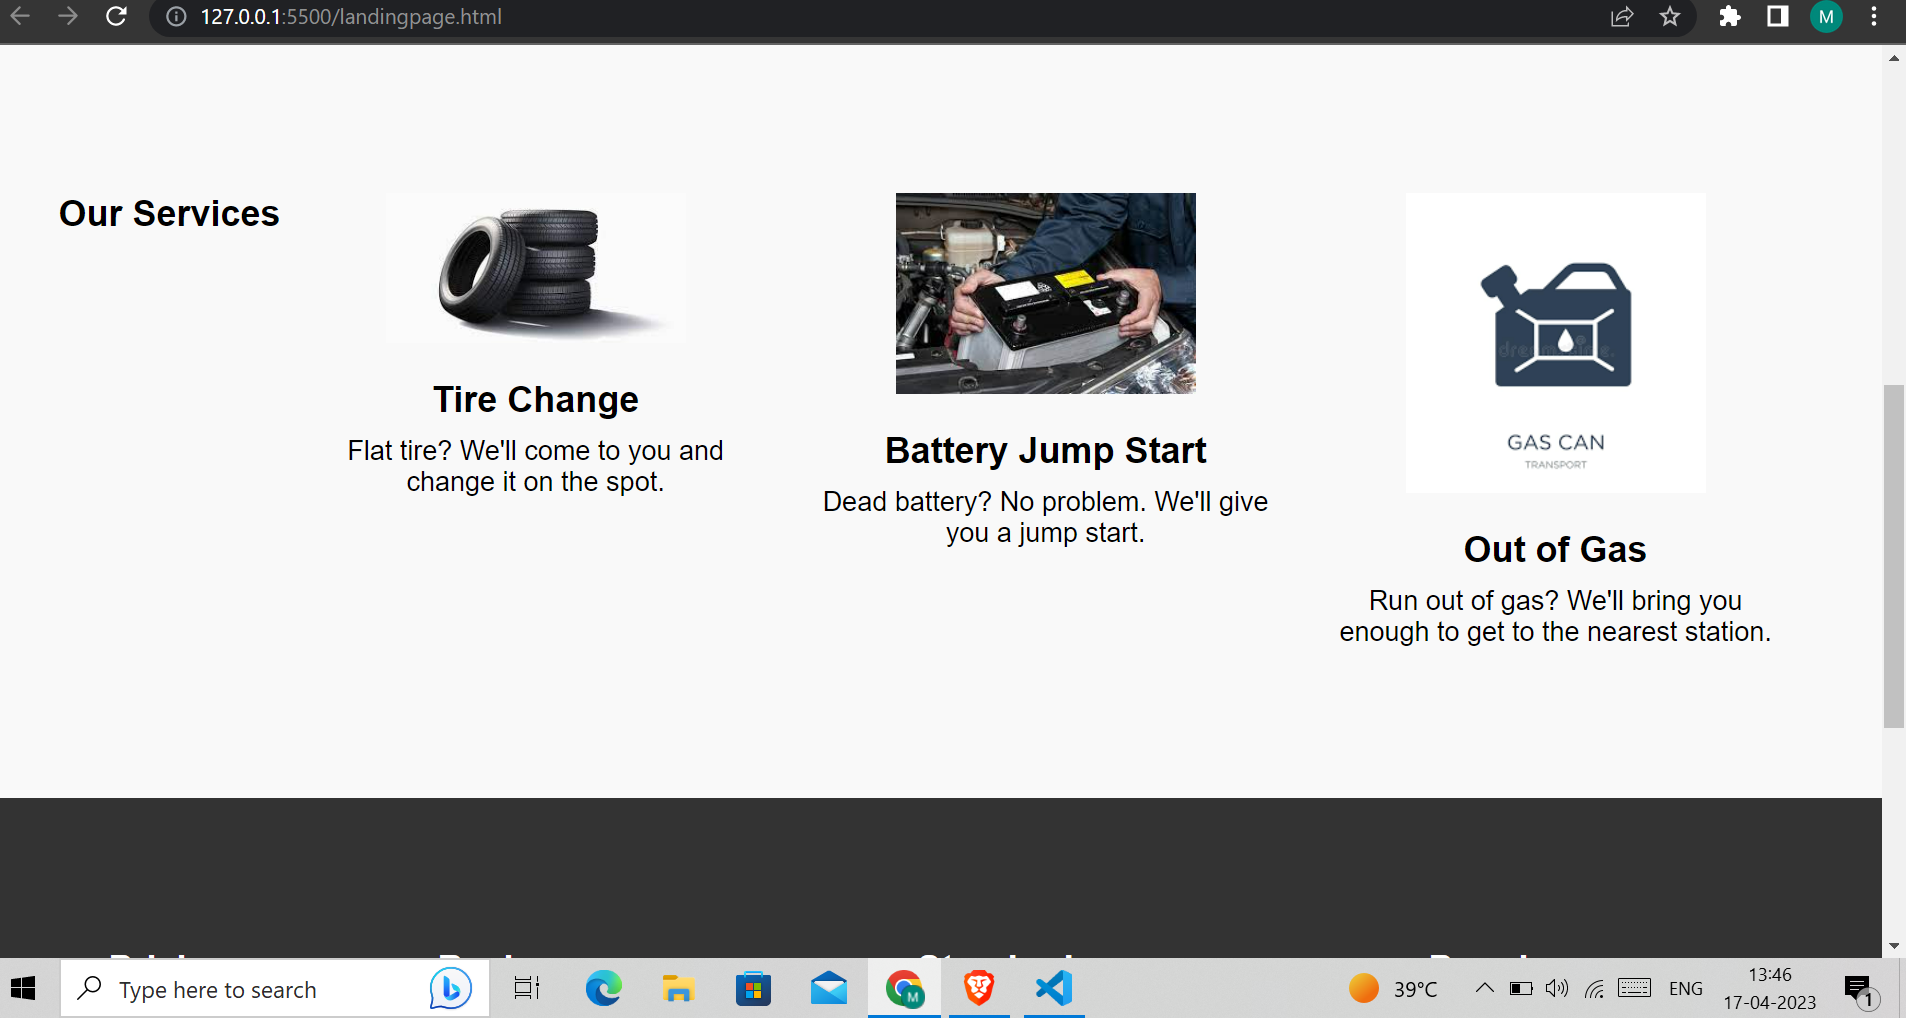 127.0.0.1:5500/landingpage.html
M
Our Services
Tire Change
Flat tire? We'll come to you and
change it on the spot.
Battery Jump Start
Dead battery? No problem. We'll give
you a jump start.
GAS CAN
TRANSPORT
Out of Gas
Run out of gas? We'll bring you
enough to get to the nearest station.
Type here to search
M
39°C
ENG
13:46
17-04-2023
1